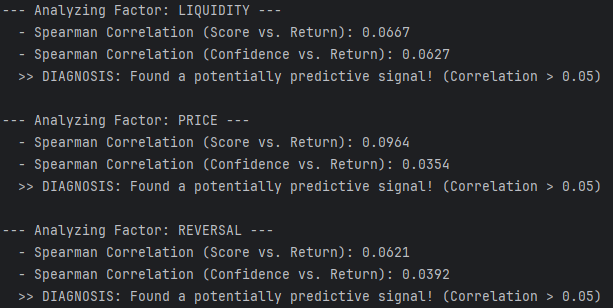 --- Analyzing Factor: LIQUIDITY ---
- Spearman Correlation (Score vs. Return): 0.0667
- Spearman Correlation (Confidence vs. Return): 0.0627
>> DIAGNOSIS: Found a potentially predictive signal! (Correlation > 0.05)
--- Analyzing Factor: PRICE ---
- Spearman Correlation (Score vs. Return): 0.0964
- Spearman Correlation (Confidence vs. Return): 0.0354
>> DIAGNOSIS: Found a potentially predictive signal! (Correlation > 0.05)
--- Analyzing Factor: REVERSAL ---
- Spearman Correlation (Score vs. Return): 0.0621
- Spearman Correlation (Confidence vs. Return): 0.0392
>> DIAGNOSIS: Found a potentially predictive signal! (Correlation > 0.05)